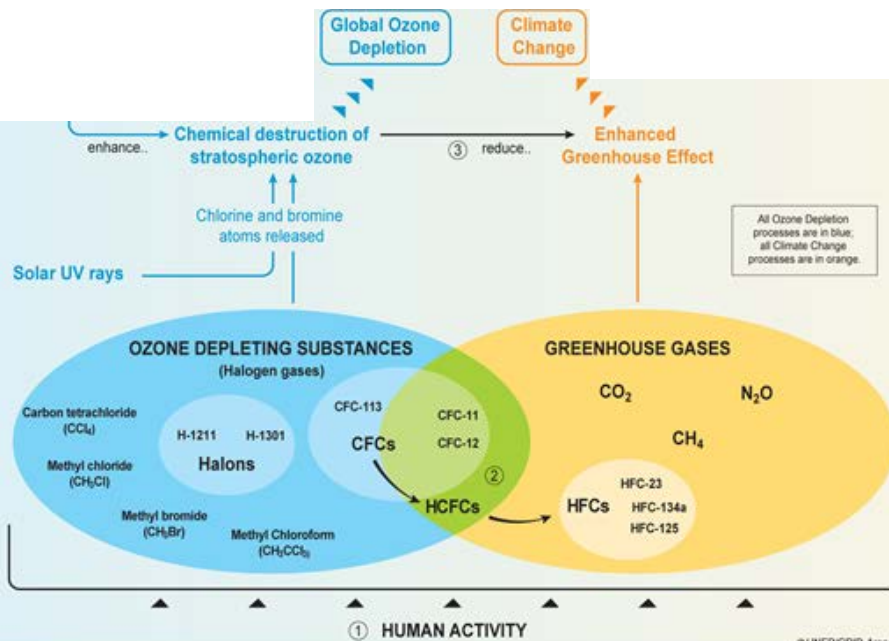 Global Ozone
Depletion
Climate
Change
enhance..
Chemical destruction of
stratospheric ozone
③ reduce..
Enhanced
Greenhouse Effect
Chlorine and bromine
atoms released
Solar UV rays
All Ozone Depletion
processes are in blue;
all Climate Change
processes are in orange.
OZONE DEPLETING SUBSTANCES
(Halogen gases)
GREENHOUSE GASES
Carbon tetrachloride
(CCl₄)
H-1211 H-1301
Halons
CFC-113
CFCs
CFC-11
CFC-12
CO₂
N₂O
CH₄
Methyl chloride
(CH₃Cl)
②
HCFCs
HFCs
HFC-23
HFC-134a
HFC-125
Methyl bromide
(CH₃Br)
Methyl Chloroform
(CH₃CCl₃)
① HUMAN ACTIVITY